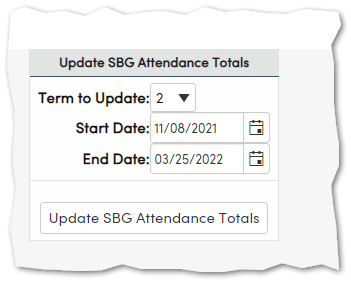 Update SBG Attendance Totals
Term to Update: 2
Start Date: 11/08/2021
End Date: 03/25/2022
Update SBG Attendance Totals